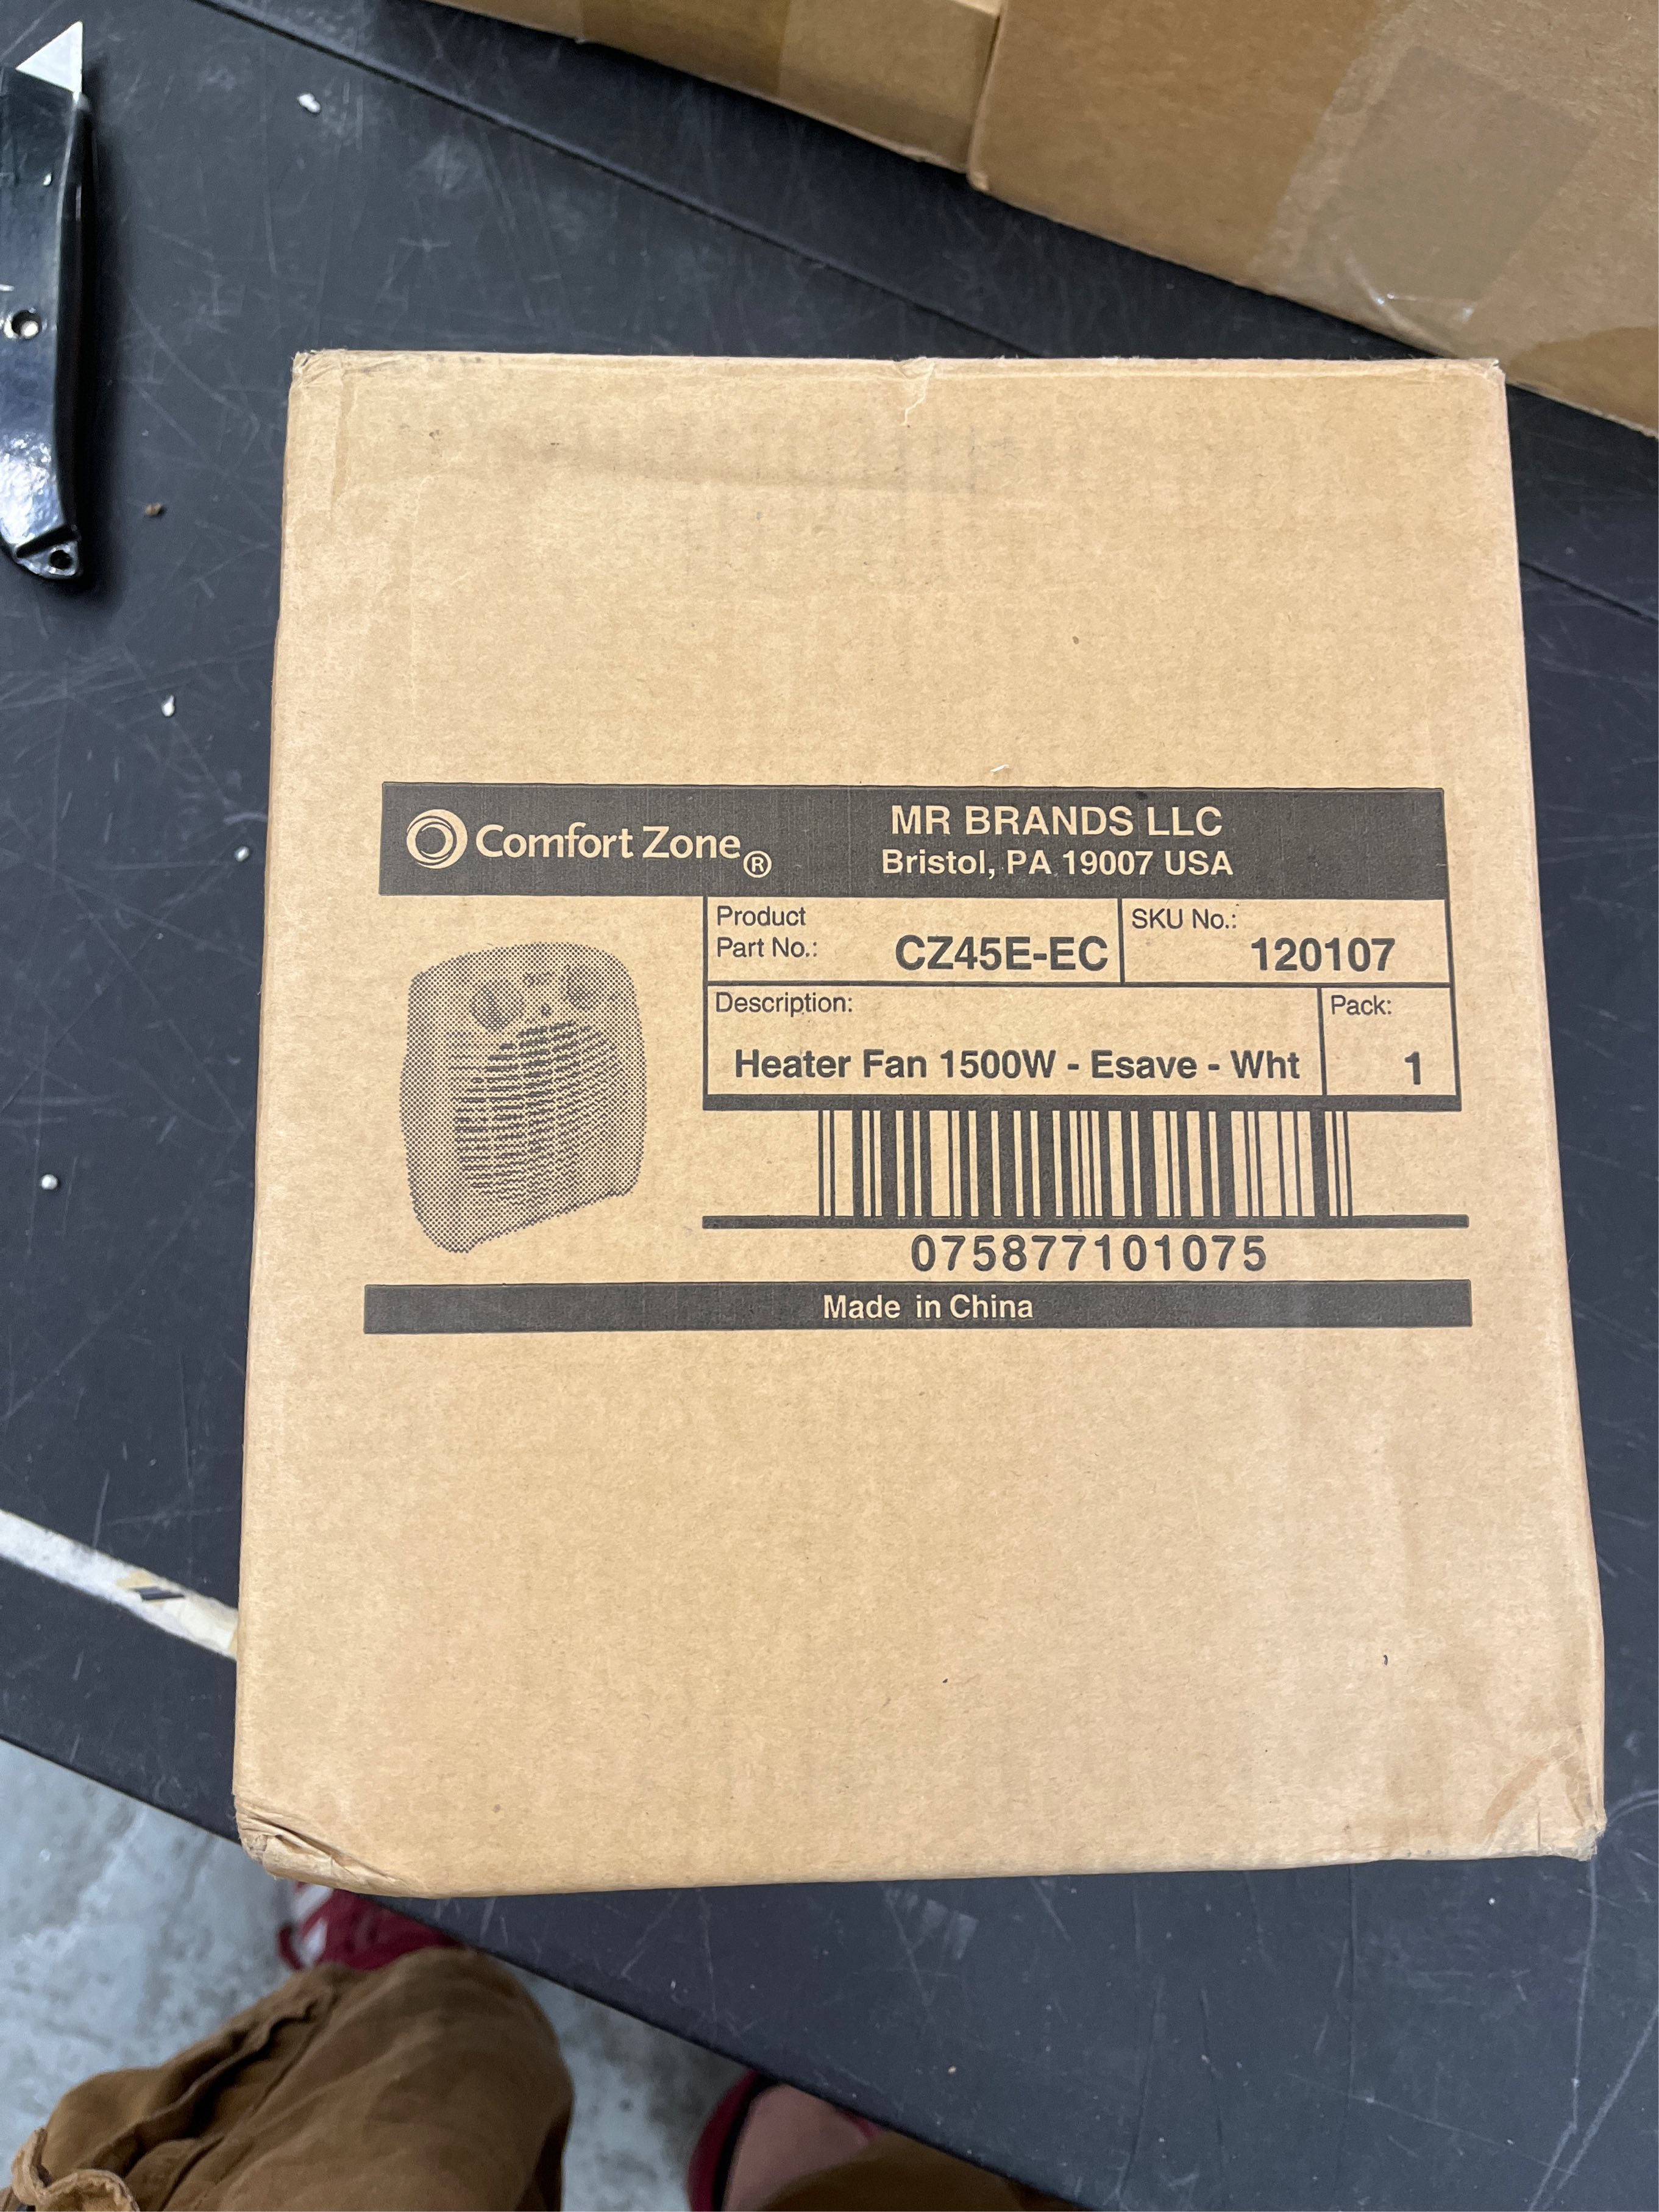 Comfort Zone®
MR BRANDS LLC
Bristol, PA 19007 USA
Product
Part No.: CZ45E-EC
SKU No.:
120107
Description:
Heater Fan 1500W - Esave - Wht
Pack:
1
075877101075
Made in China